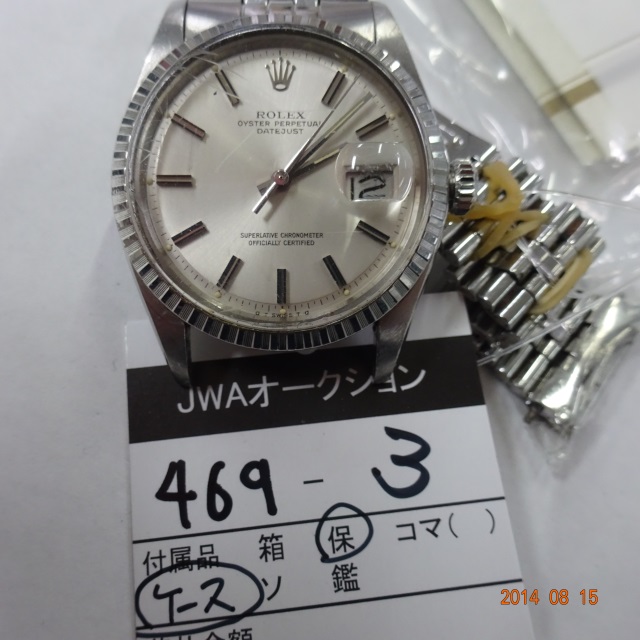 ROLEX
OYSTER PERPETUAL
DATEJUST
SUPERLATIVE CHRONOMETER
OFFICIALLY CERTIFIED
JWAオークション
469 - 3
付属品 箱 保 コマ( )
ケース ソ 鑑
2014 08 15